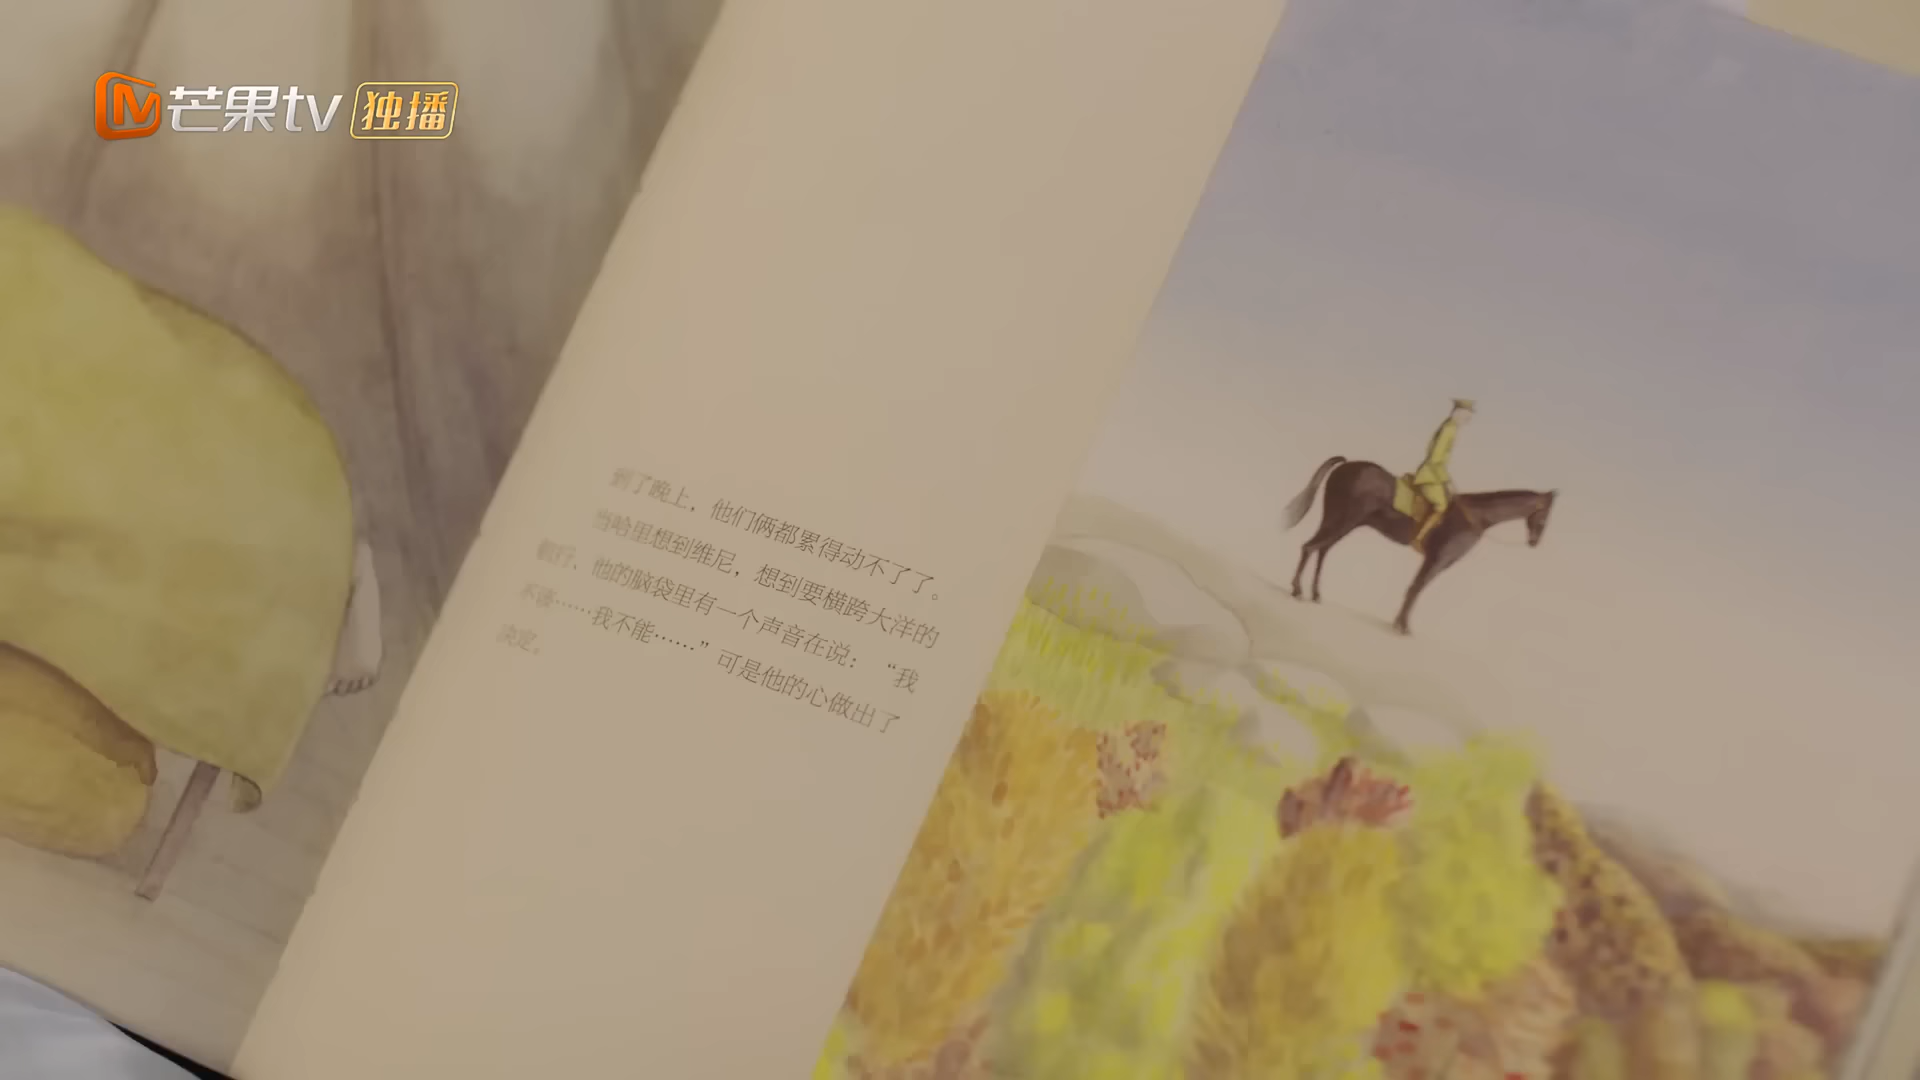 芒果tv 独播
到了晚上，他们俩都累得动不了了。
当哈里想到维尼，想到要横跨大洋的
航行，他的脑袋里有一个声音在说：“我
不该……我不能……”可是他的心做出了
决定。